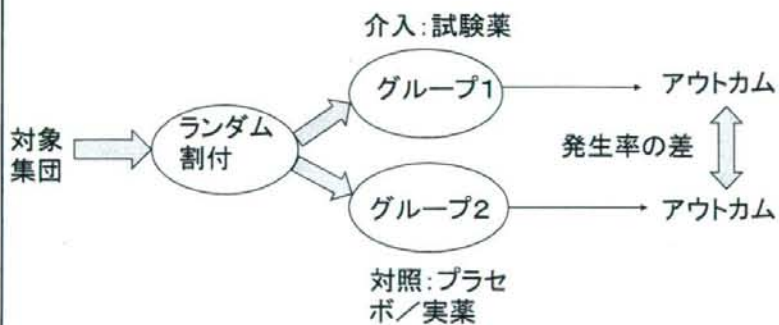 介入:試験薬
グループ1
アウトカム
対象
集団
ランダム
割付
発生率の差
グループ2
アウトカム
対照:プラセ
ボ/実薬